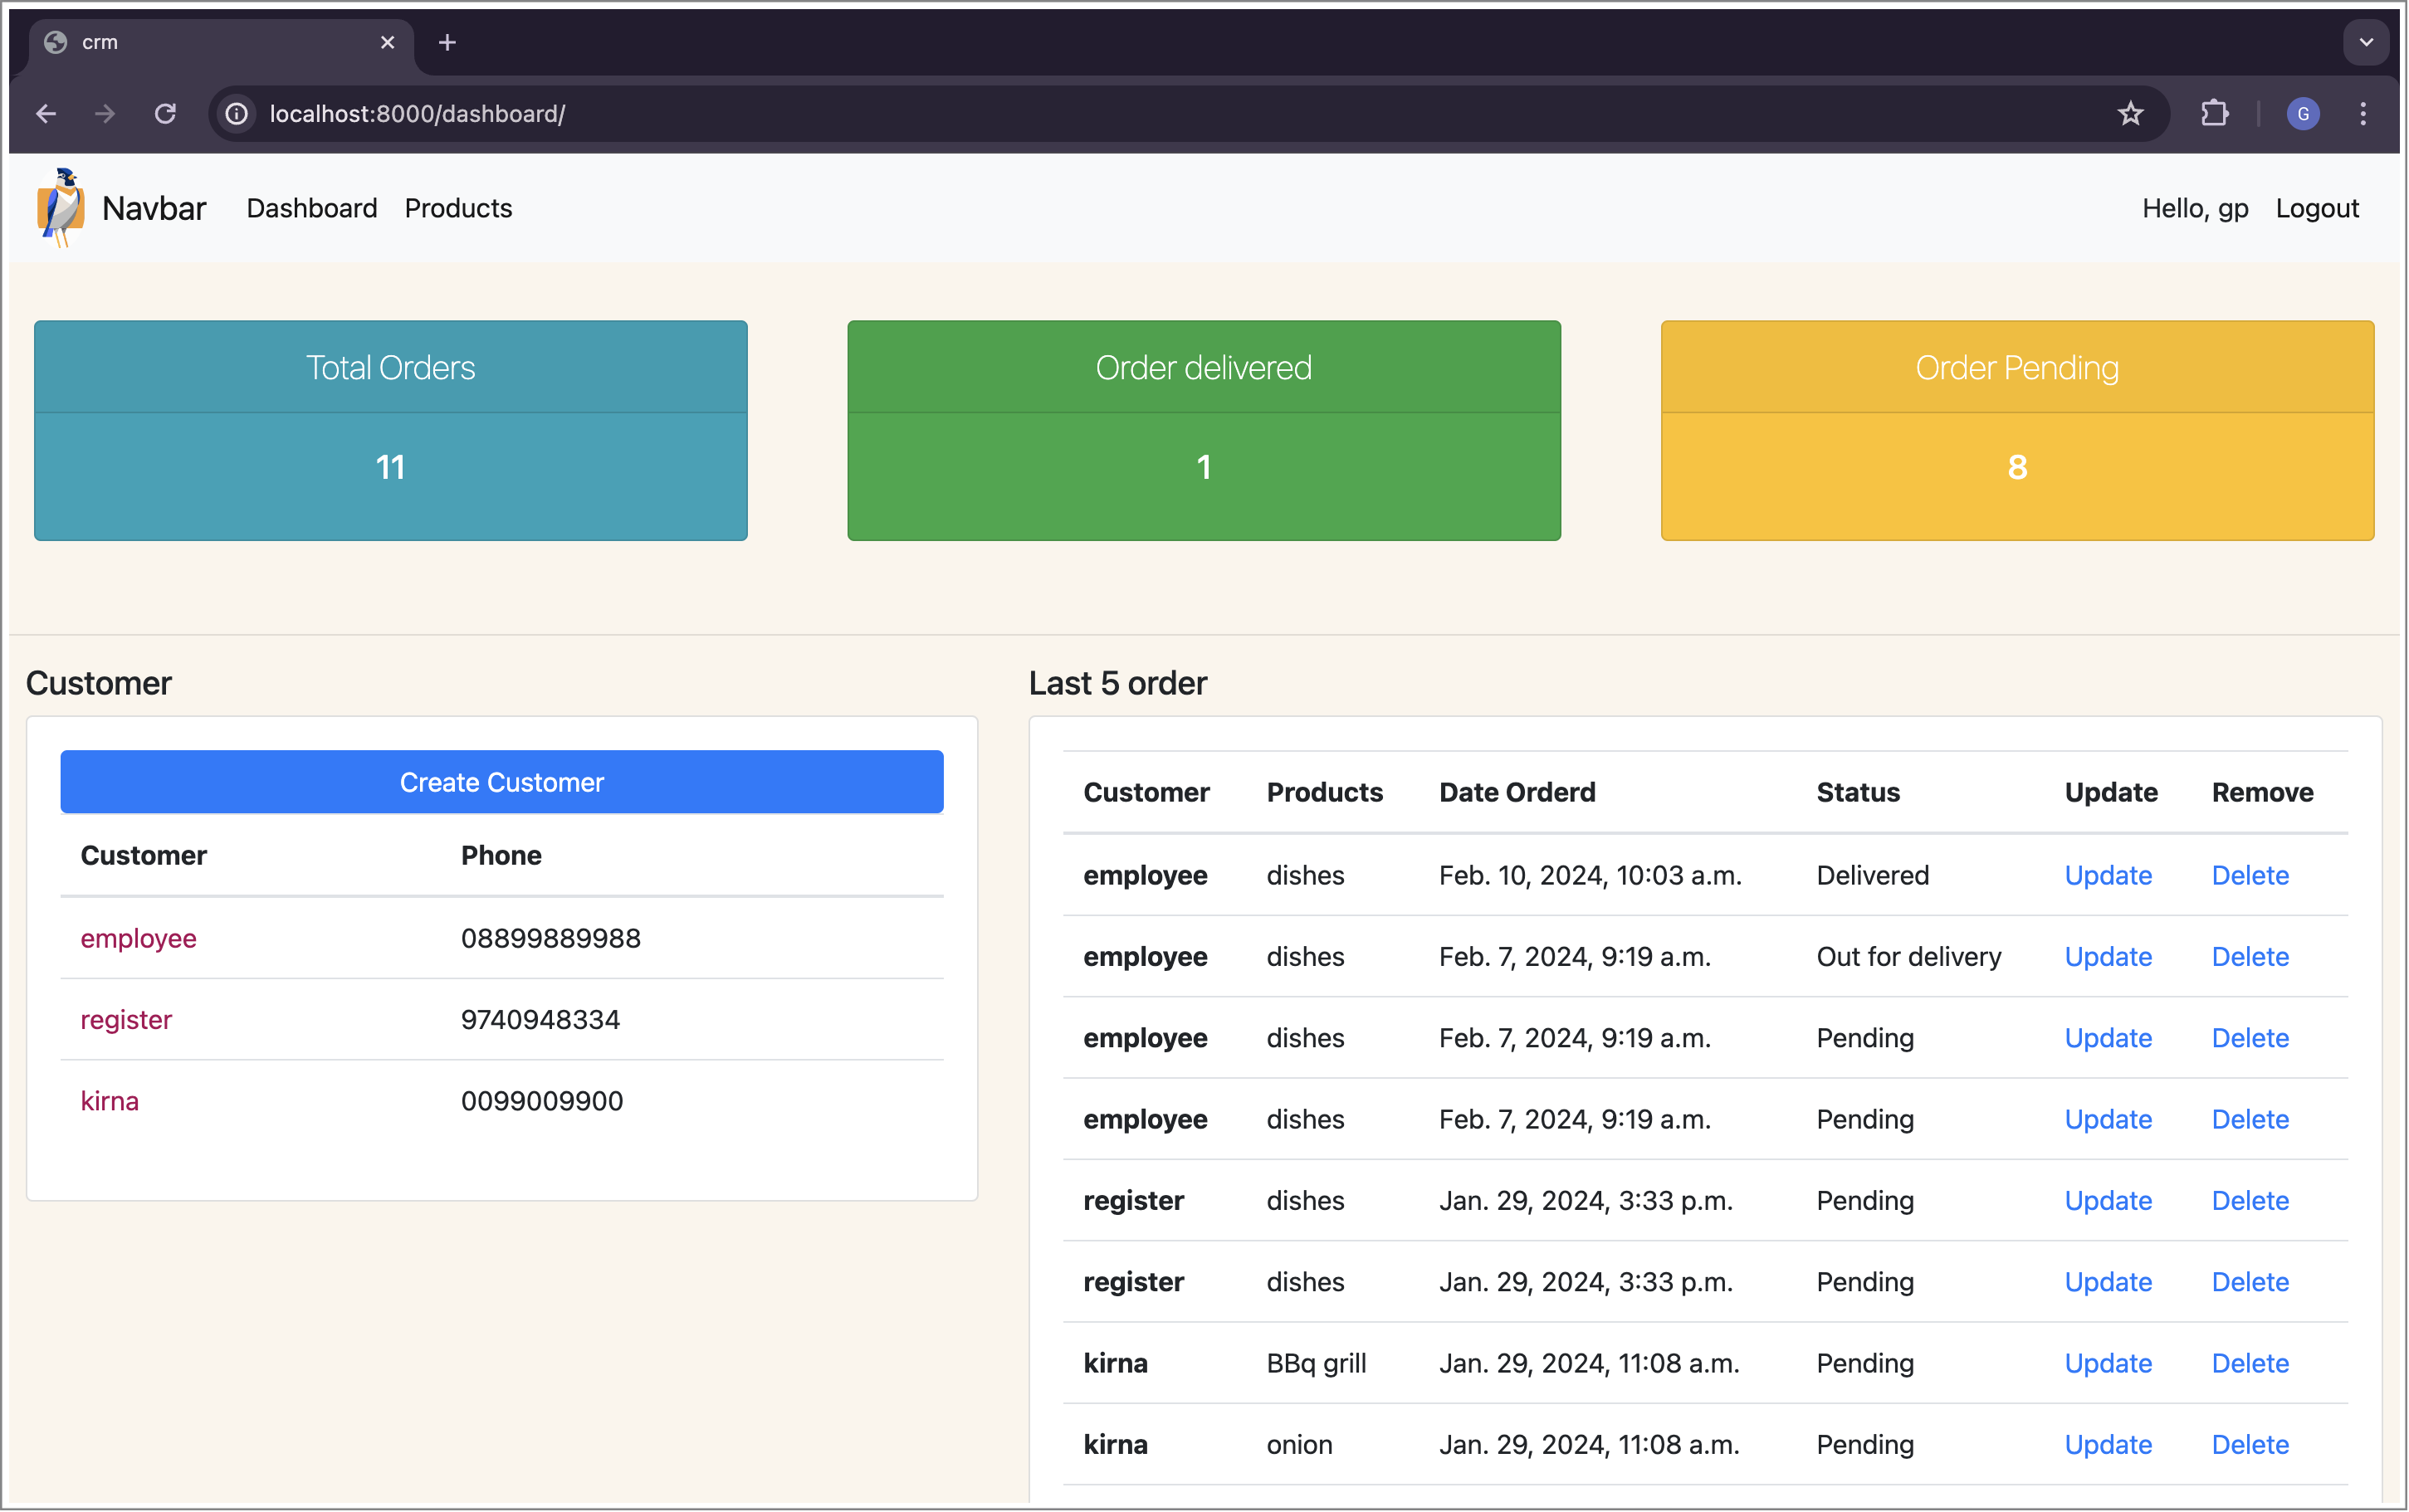 crm
localhost:8000/dashboard/
G
Navbar Dashboard Products Hello, gp Logout
Total Orders
11
Order delivered
1
Order Pending
8
Customer
Create Customer
Customer Phone
employee 08899889988
register 9740948334
kirna 0099009900
Last 5 order
Customer Products Date Orderd Status Update Remove
employee dishes Feb. 10, 2024, 10:03 a.m. Delivered Update Delete
employee dishes Feb. 7, 2024, 9:19 a.m. Out for delivery Update Delete
employee dishes Feb. 7, 2024, 9:19 a.m. Pending Update Delete
employee dishes Feb. 7, 2024, 9:19 a.m. Pending Update Delete
register dishes Jan. 29, 2024, 3:33 p.m. Pending Update Delete
register dishes Jan. 29, 2024, 3:33 p.m. Pending Update Delete
kirna BBq grill Jan. 29, 2024, 11:08 a.m. Pending Update Delete
kirna onion Jan. 29, 2024, 11:08 a.m. Pending Update Delete